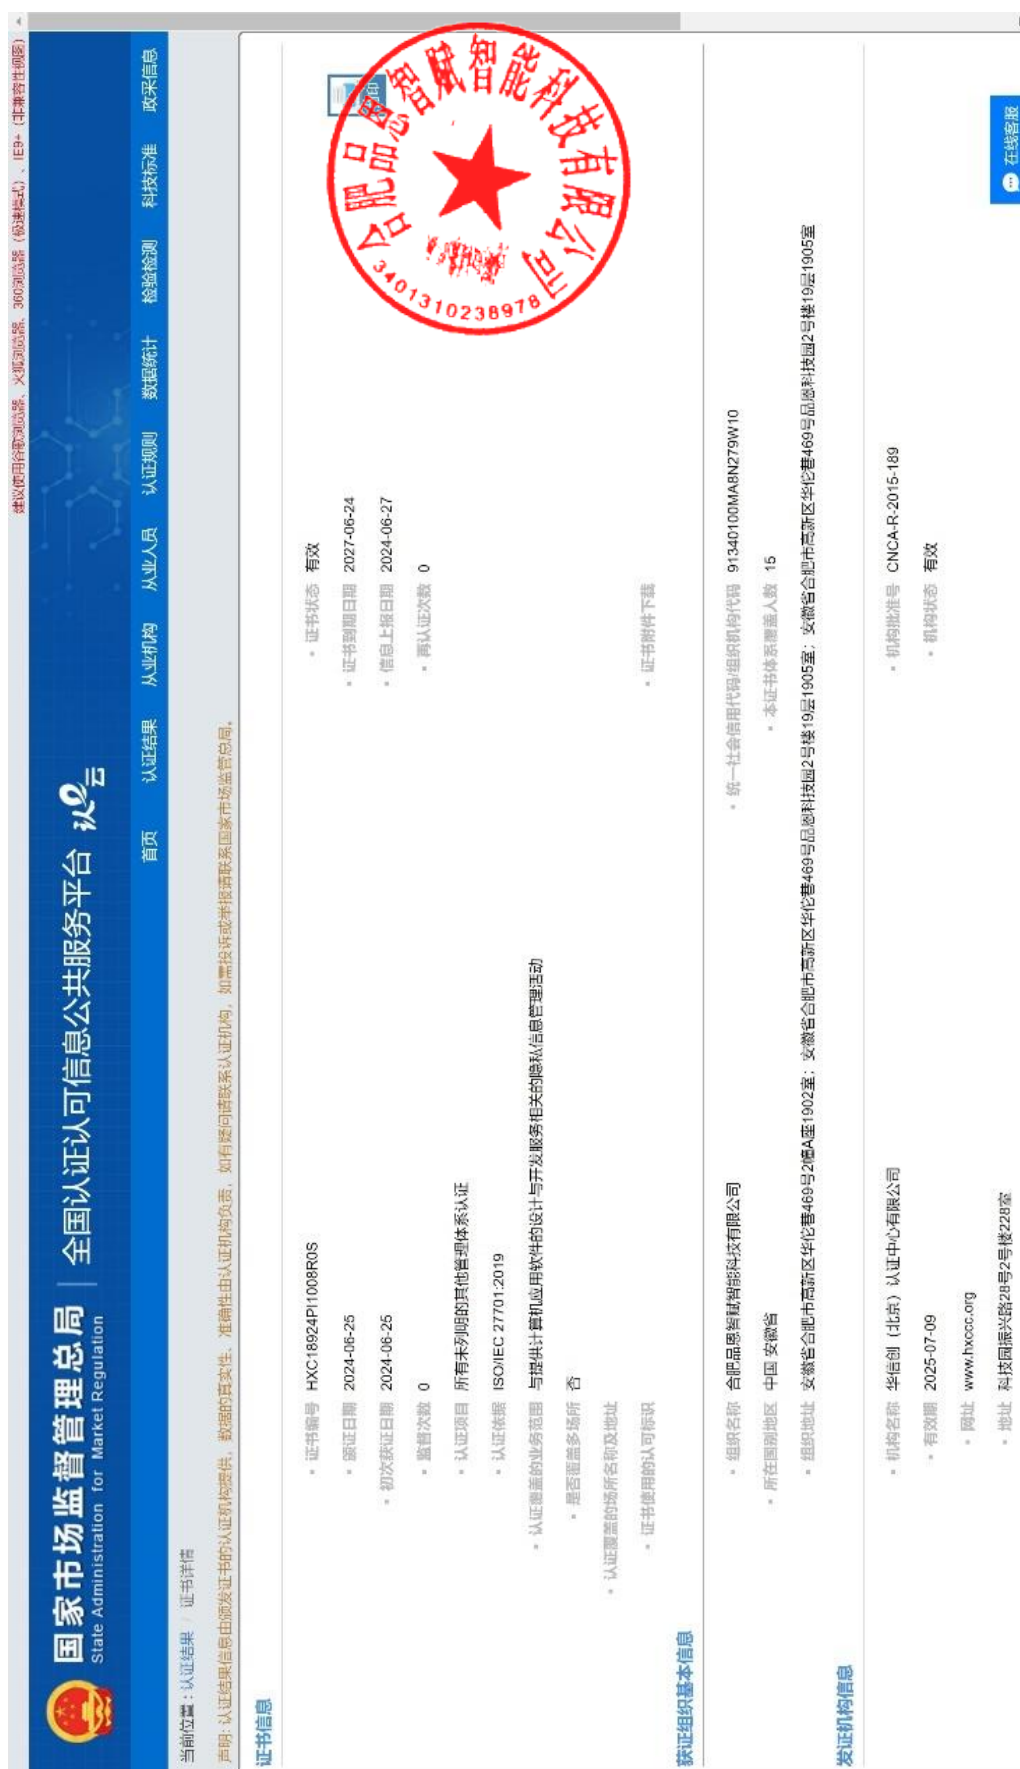 建议使用谷歌浏览器、火狐浏览器、360浏览器（极速模式）、IE9+（非兼容性视图）
国家市场监督管理总局
State Administration for Market Regulation
全国认证认可信息公共服务平台
认e云
首页 认证结果 从业机构 从业人员 认证规则 数据统计 检验检测 科技标准 政采信息
当前位置：认证结果 / 证书详情
声明: 认证结果信息由颁发证书的认证机构提供，数据的真实性、准确性由认证机构负责，如有疑问请联系认证机构，如需投诉或举报请联系国家市场监管总局。
证书信息
证书编号 HXC18924PI1008R0S 证书状态 有效
颁证日期 2024-06-25 证书到期日期 2027-06-24
初次获证日期 2024-06-25 信息上报日期 2024-06-27
监督次数 0 再认证次数 0
认证项目 所有未列明的其他管理体系认证
认证依据 ISO/IEC 27701:2019
认证覆盖的业务范围 与提供计算机应用软件的设计与开发服务相关的隐私信息管理活动
是否覆盖多场所 否
认证覆盖的场所名称及地址
证书使用的认可标识 证书附件下载
获证组织基本信息
组织名称 合肥品恩智赋智能科技有限公司 统一社会信用代码/组织机构代码 91340100MA8N279W10
所在国别地区 中国 安徽省 本证书体系覆盖人数 15
组织地址 安徽省合肥市高新区华佗巷469号2幢A座1902室；安徽省合肥市高新区华佗巷469号品恩科技园2号楼19层1905室；安徽省合肥市高新区华佗巷469号品恩科技园2号楼19层1905室
发证机构信息
机构名称 华信创（北京）认证中心有限公司 机构批准号 CNCA-R-2015-189
有效期 2025-07-09 机构状态 有效
网址 www.hxccc.org
地址 科技园振兴路28号2号楼228室
在线客服
合肥品恩智赋智能科技有限公司
3401310238978